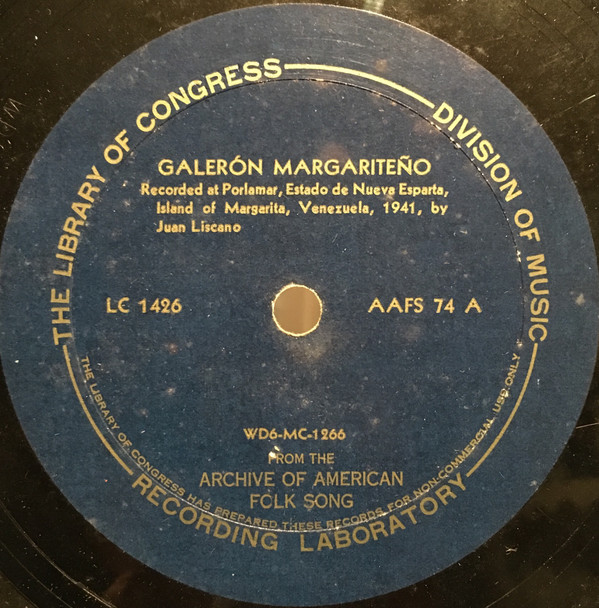 THE LIBRARY OF CONGRESS
DIVISION OF MUSIC
GALERÓN MARGARITEÑO
Recorded at Porlamar, Estado de Nueva Esparta,
Island of Margarita, Venezuela, 1941, by
Juan Liscano
LC 1426
AAFS 74 A
WD6-MC-1266
FROM THE
ARCHIVE OF AMERICAN
FOLK SONG
THE LIBRARY OF CONGRESS HAS PREPARED THESE RECORDS FOR NON-COMMERCIAL USE ONLY
RECORDING LABORATORY